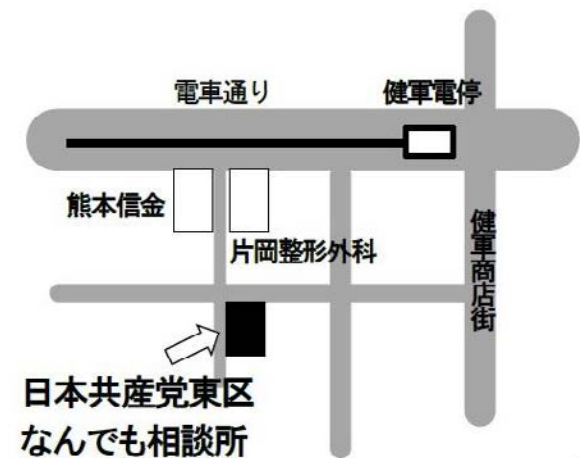 電車通り
健軍電停
熊本信金
片岡整形外科
健軍商店街
日本共産党東区
なんでも相談所